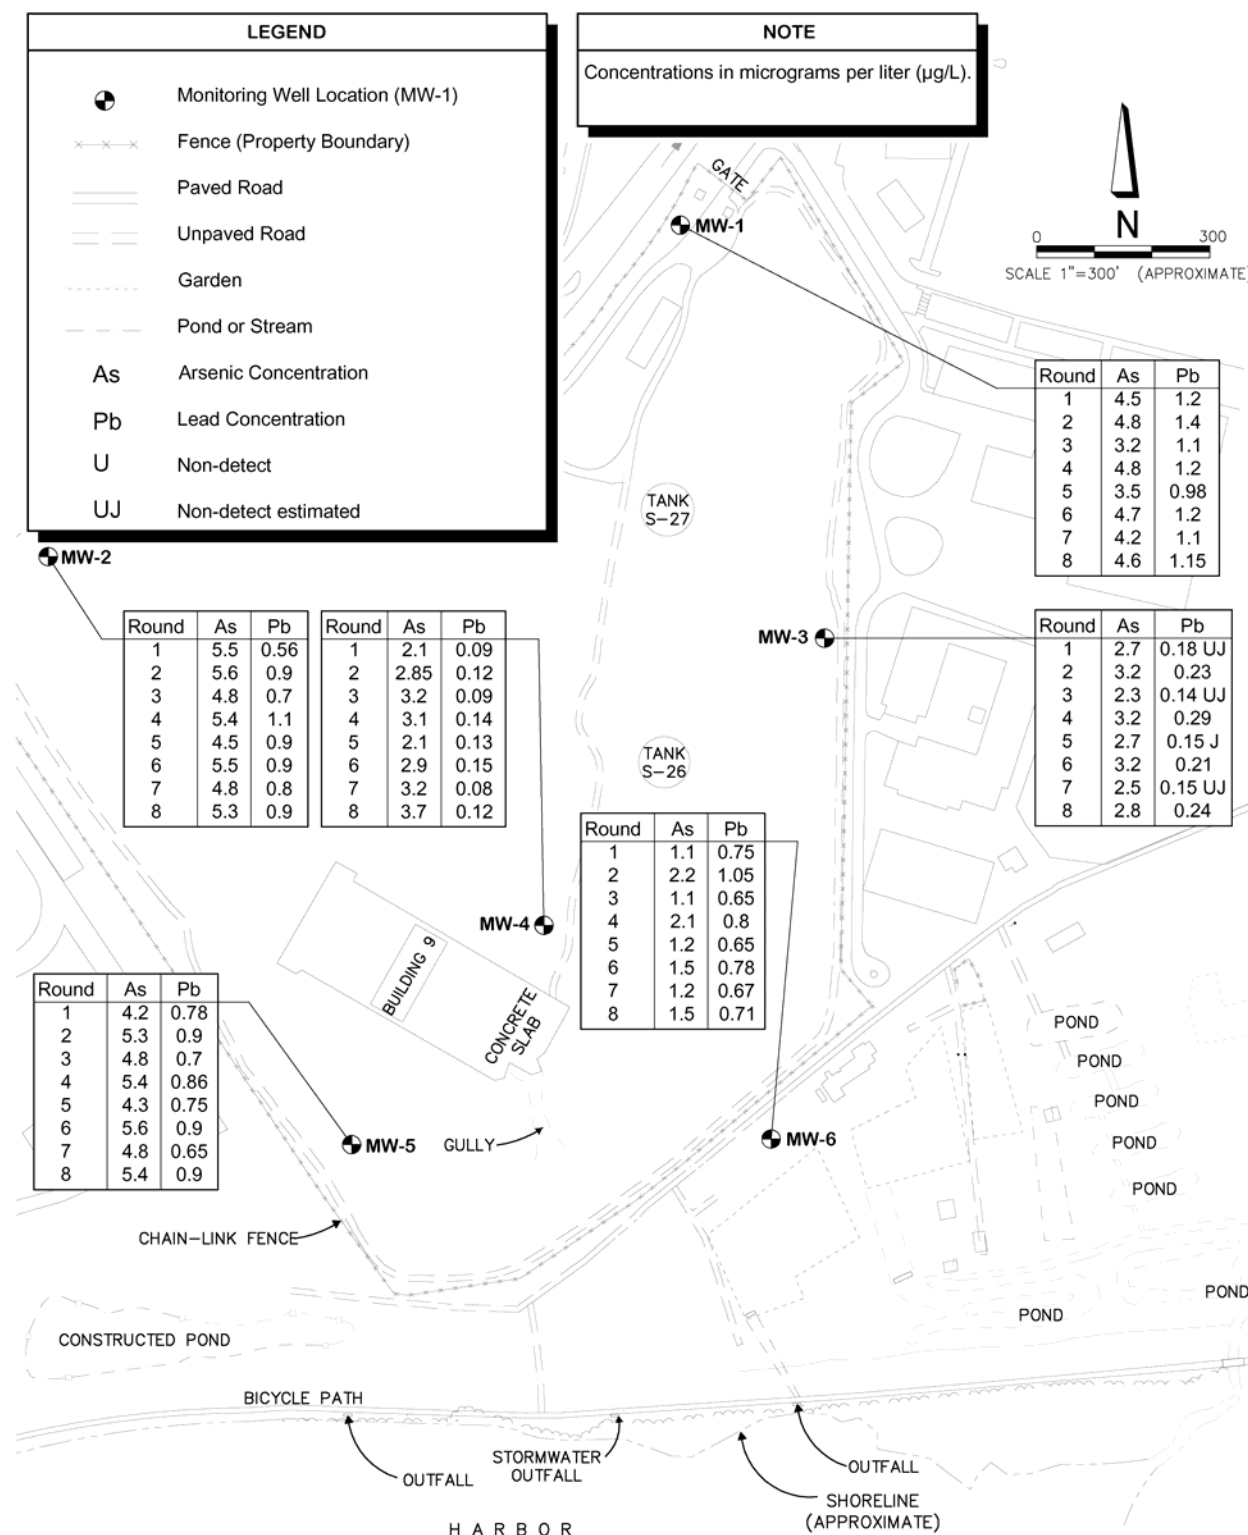 LEGEND
Monitoring Well Location (MW-1)
Fence (Property Boundary)
Paved Road
Unpaved Road
Garden
Pond or Stream
As Arsenic Concentration
Pb Lead Concentration
U Non-detect
UJ Non-detect estimated
NOTE
Concentrations in micrograms per liter (µg/L).
N
0 300
SCALE 1"=300' (APPROXIMATE)
GATE
MW-1
Round As Pb
1 4.5 1.2
2 4.8 1.4
3 3.2 1.1
4 4.8 1.2
5 3.5 0.98
6 4.7 1.2
7 4.2 1.1
8 4.6 1.15
TANK
S-27
MW-2
Round As Pb
1 5.5 0.56
2 5.6 0.9
3 4.8 0.7
4 5.4 1.1
5 4.5 0.9
6 5.5 0.9
7 4.8 0.8
8 5.3 0.9
Round As Pb
1 2.1 0.09
2 2.85 0.12
3 3.2 0.09
4 3.1 0.14
5 2.1 0.13
6 2.9 0.15
7 3.2 0.08
8 3.7 0.12
MW-3
Round As Pb
1 2.7 0.18 UJ
2 3.2 0.23
3 2.3 0.14 UJ
4 3.2 0.29
5 2.7 0.15 J
6 3.2 0.21
7 2.5 0.15 UJ
8 2.8 0.24
TANK
S-26
Round As Pb
1 1.1 0.75
2 2.2 1.05
3 1.1 0.65
4 2.1 0.8
5 1.2 0.65
6 1.5 0.78
7 1.2 0.67
8 1.5 0.71
MW-4
BUILDING 9
CONCRETE
SLAB
Round As Pb
1 4.2 0.78
2 5.3 0.9
3 4.8 0.7
4 5.4 0.86
5 4.3 0.75
6 5.6 0.9
7 4.8 0.65
8 5.4 0.9
MW-5
GULLY
MW-6
POND
POND
POND
POND
POND
CHAIN-LINK FENCE
POND
POND
CONSTRUCTED POND
BICYCLE PATH
OUTFALL
STORMWATER
OUTFALL
OUTFALL
SHORELINE
(APPROXIMATE)
HARBOR